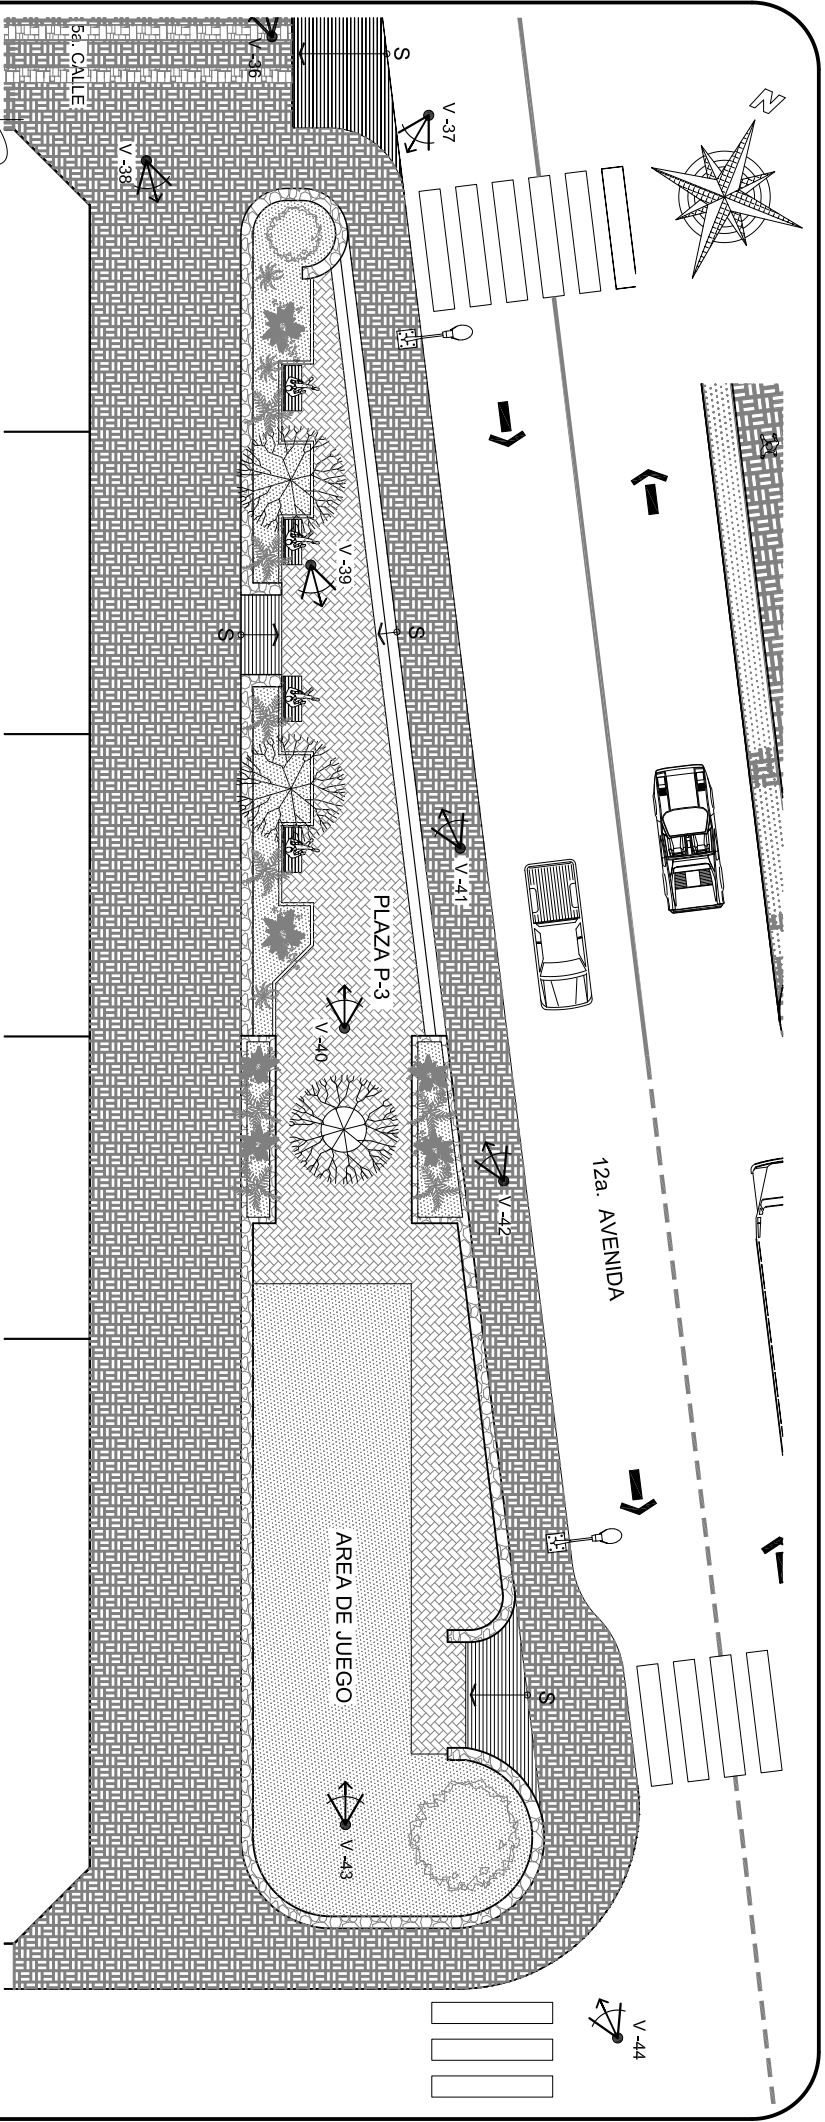 5a. CALLE
V -36
S
V -37
N
V -38
V -39
S
S
V -41
PLAZA P-3
V -40
V -42
12a. AVENIDA
AREA DE JUEGO
S
V -43
V -44